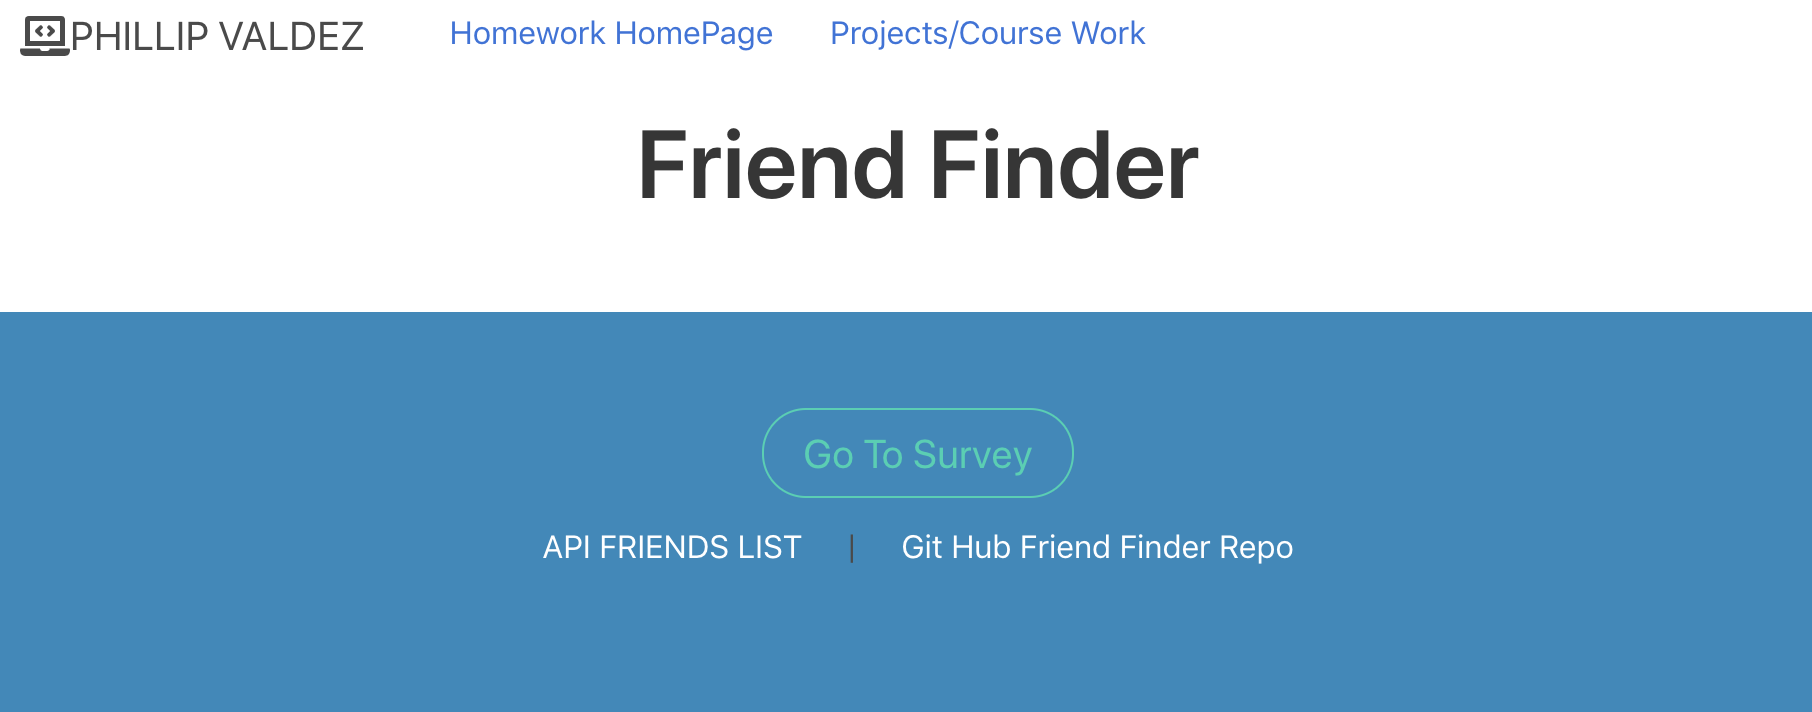 PHILLIP VALDEZ Homework HomePage Projects/Course Work
Friend Finder
Go To Survey
API FRIENDS LIST | Git Hub Friend Finder Repo